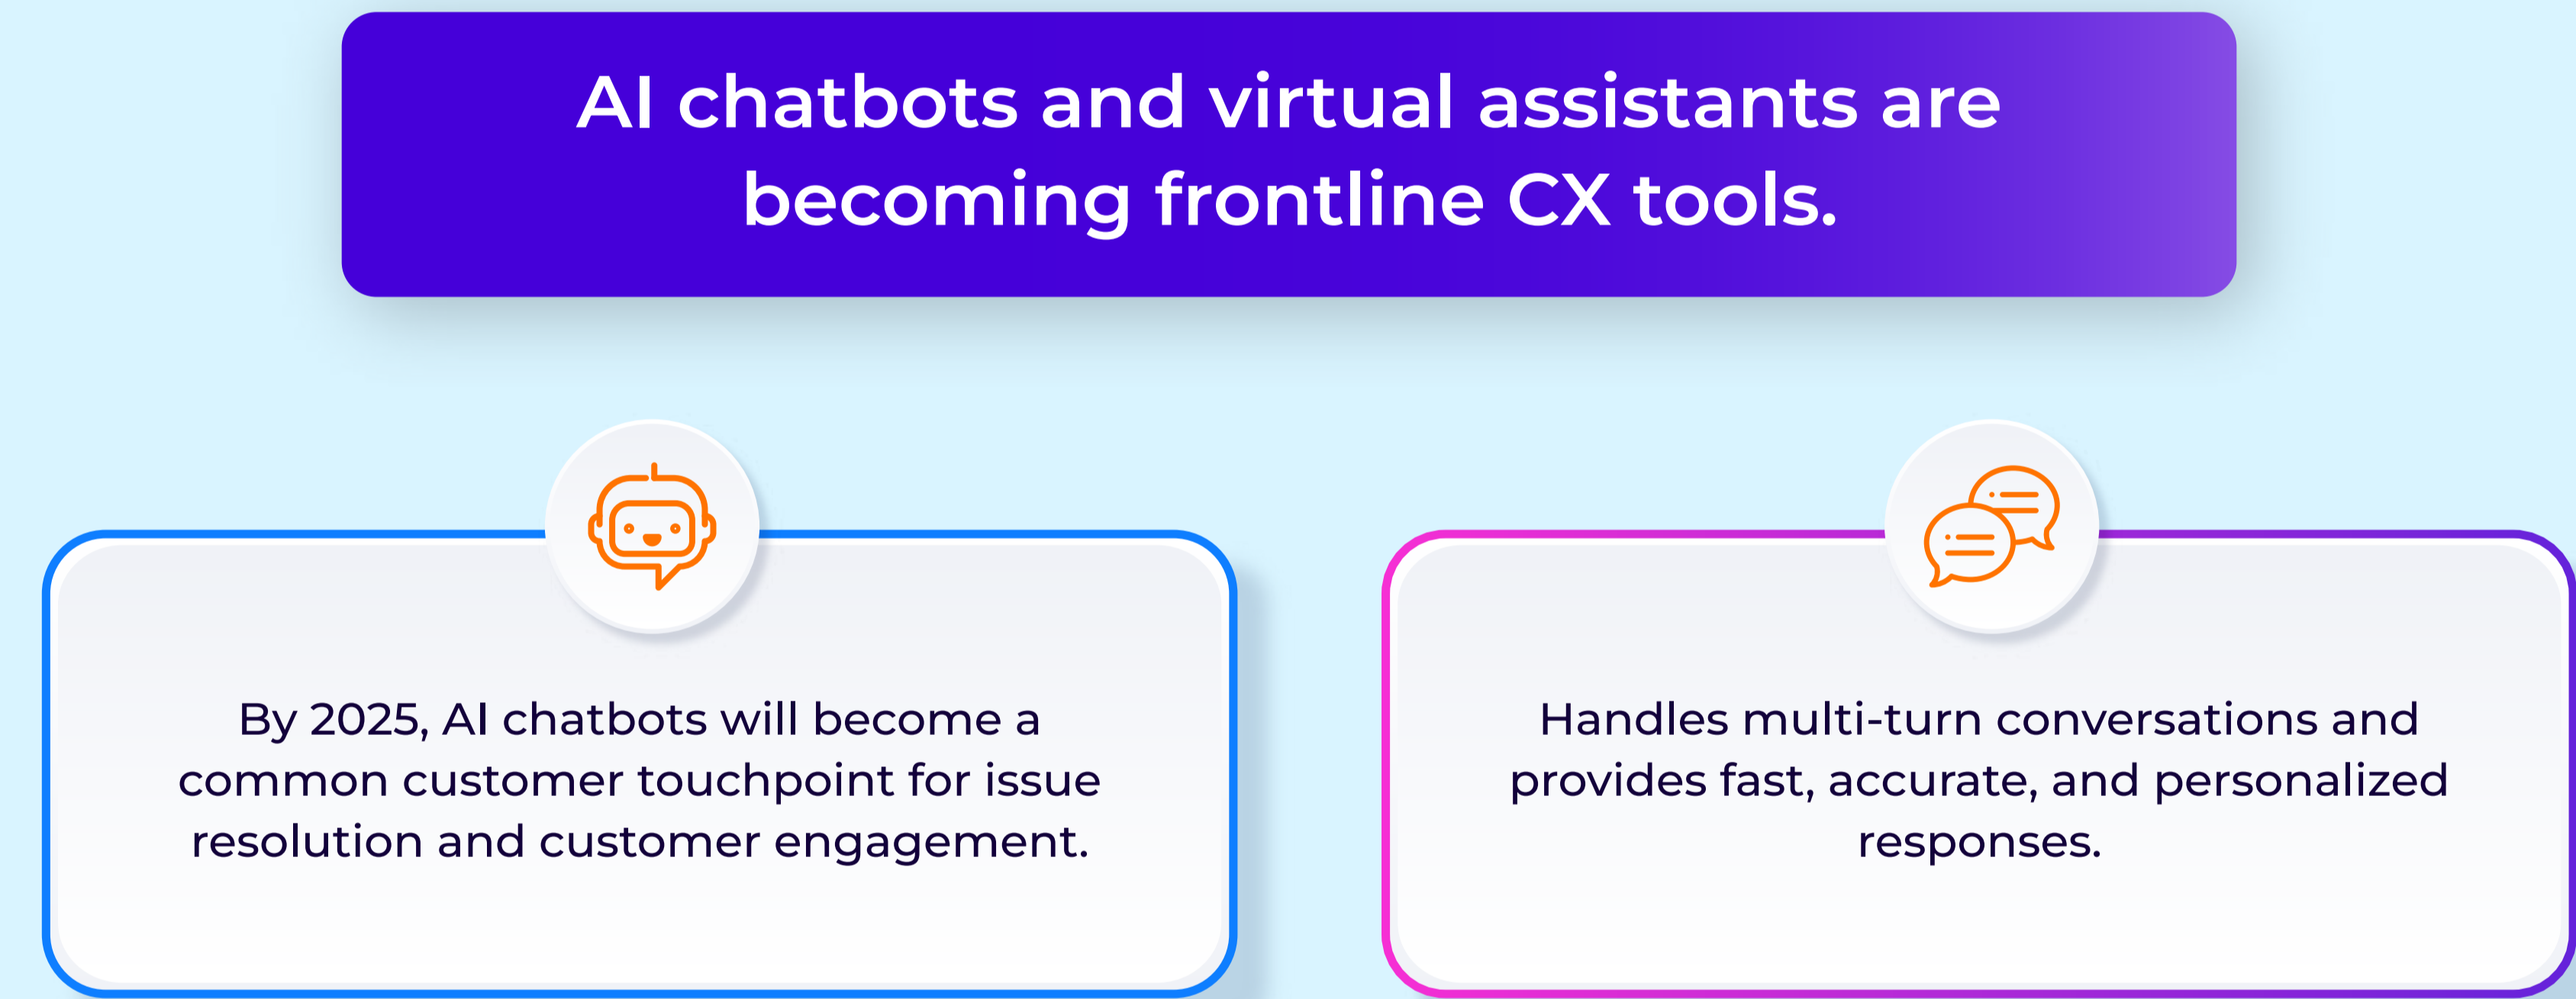 AI chatbots and virtual assistants are
becoming frontline CX tools.
By 2025, AI chatbots will become a
common customer touchpoint for issue
resolution and customer engagement.
Handles multi-turn conversations and
provides fast, accurate, and personalized
responses.